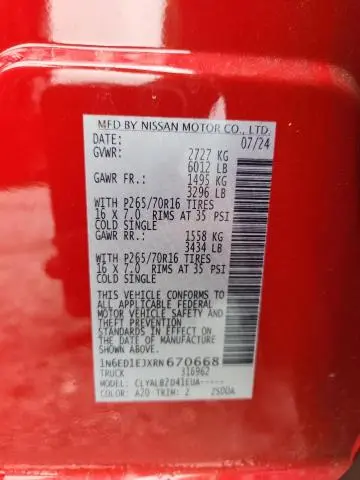 MFD BY NISSAN MOTOR CO., LTD.
DATE: 07/24
GVWR: 2727 KG
6012 LB
GAWR FR.: 1495 KG
3296 LB
WITH P265/70R16 TIRES
16 X 7.0 RIMS AT 35 PSI
COLD SINGLE
GAWR RR.: 1558 KG
3434 LB
WITH P265/70R16 TIRES
16 X 7.0 RIMS AT 35 PSI
COLD SINGLE
THIS VEHICLE CONFORMS TO
ALL APPLICABLE FEDERAL
MOTOR VEHICLE SAFETY
STANDARDS IN EFFECT ON
THE DATE OF MANUFACTURE
SHOWN ABOVE.
1N6ED1EJXRN670668
TRUCK 316962
MODEL: CLYALB7D41EUA-----
COLOR: A20 TRIM: 2 25DDA